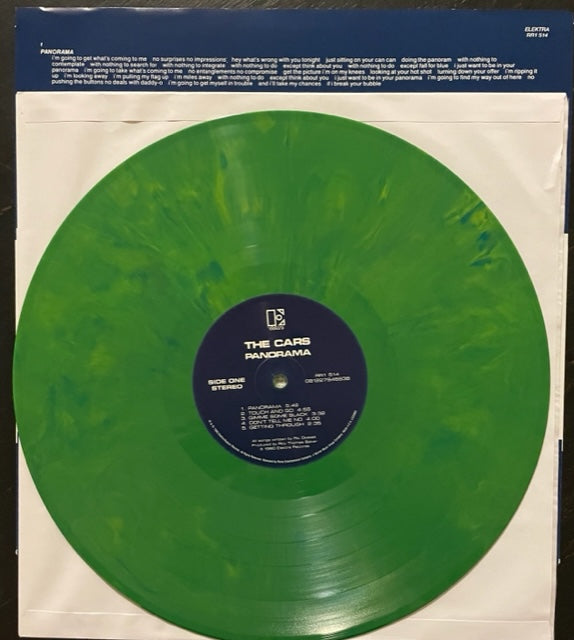 ELEKTRA
RR1 514
PANORAMA
i'm going to get what's coming to me no surprises no impressions hey what's wrong with you tonight just sitting on your can can doing the panoram with nothing to
contemplate with nothing to search for with nothing to integrate with nothing to do except think about you with nothing to do except fall for blue i just want to be in your
panorama i'm going to take what's coming to me no entanglements no compromise get the picture i'm on my knees looking at your hot shot turning down your offer i'm ripping it
up i'm looking away i'm pulling my flag up i'm miles away with nothing to do except think about you i just want to be in your panorama i'm going to find my way out of here no
pushing the buttons no deals with daddy-o i'm going to get myself in trouble and i'll take my chances if i break your bubble
THE CARS
PANORAMA
SIDE ONE
STEREO
RR1 514
1. PANORAMA 5:42
2. TOUCH AND GO 4:55
3. GIMME SOME SLACK 3:32
4. DON'T TELL ME NO 4:00
5. GETTING THROUGH 2:35
All songs written by Ric Ocasek
Produced by Roy Thomas Baker
℗ 1980 Elektra Records